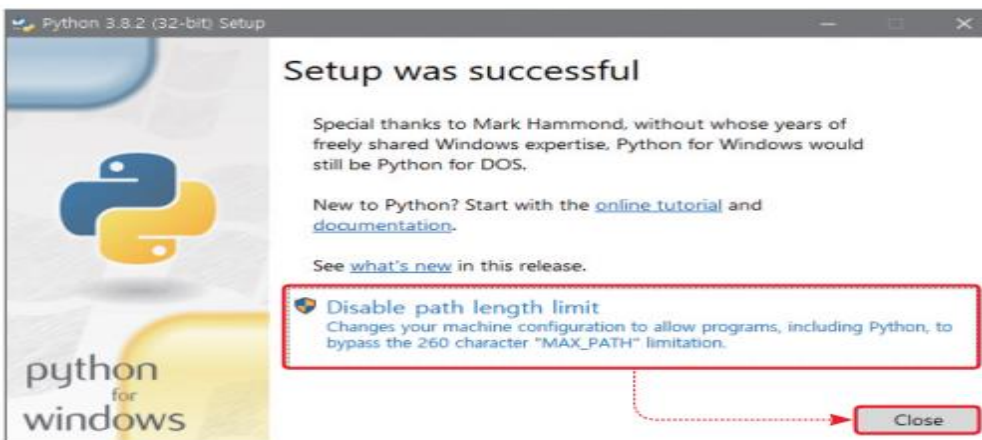 Python 3.8.2 (32-bit) Setup
Setup was successful
Special thanks to Mark Hammond, without whose years of
freely shared Windows expertise, Python for Windows would
still be Python for DOS.
New to Python? Start with the online tutorial and
documentation.
See what's new in this release.
Disable path length limit
Changes your machine configuration to allow programs, including Python, to
bypass the 260 character "MAX_PATH" limitation.
python
for
windows
Close